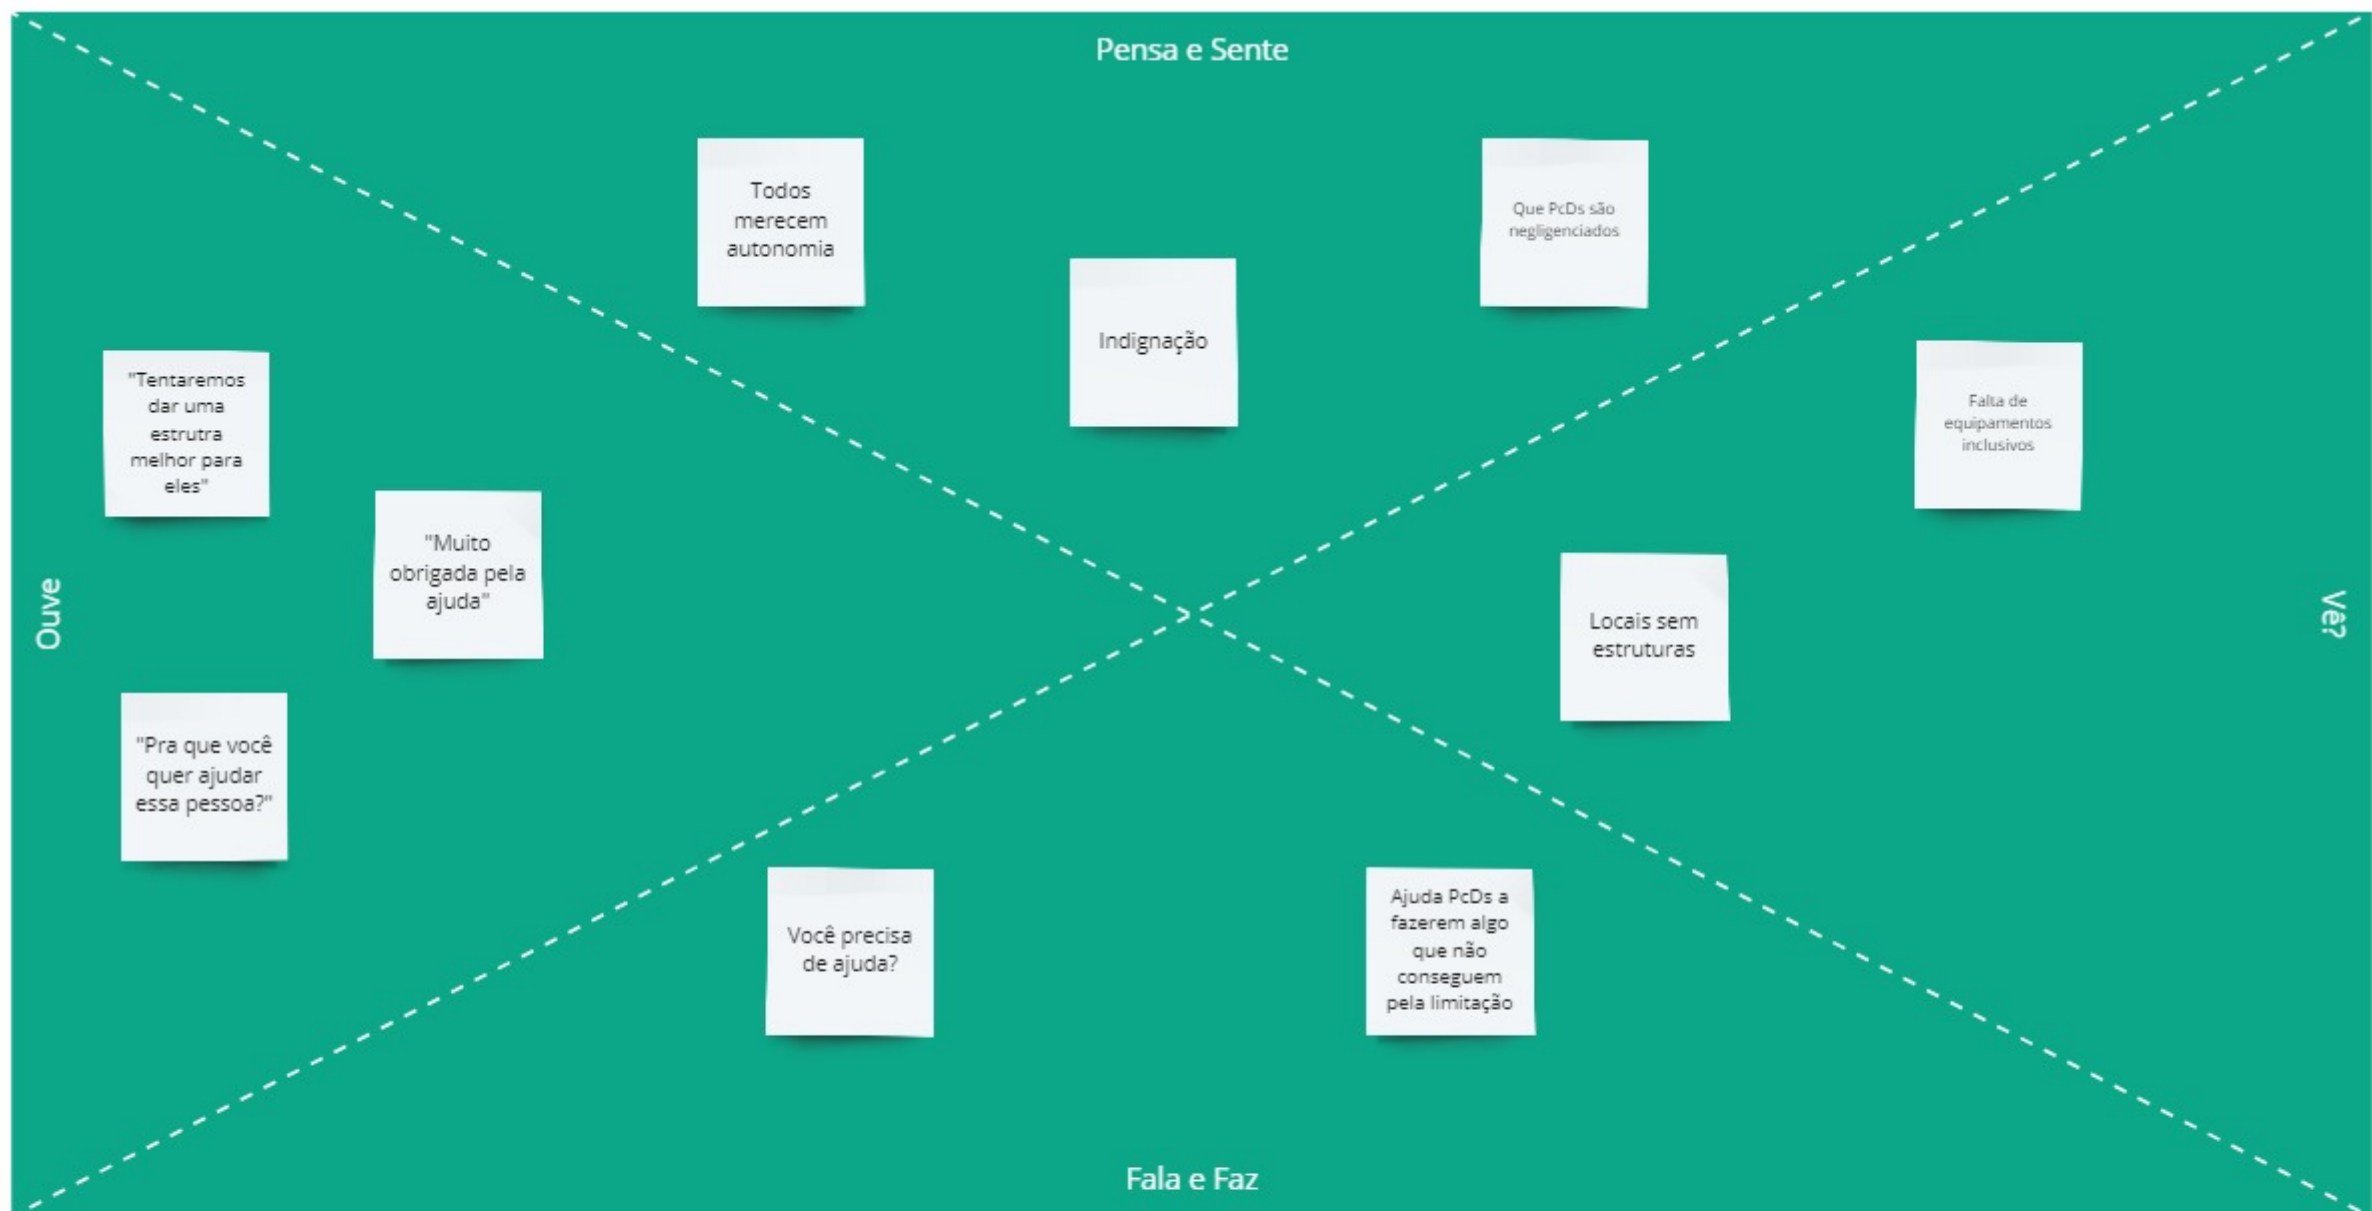 Pensa e Sente
Todos
merecem
autonomia
Indignação
Que PcDs são
negligenciados
Ouve
"Tentaremos
dar uma
estrutra
melhor para
eles"
"Muito
obrigada pela
ajuda"
"Pra que você
quer ajudar
essa pessoa?"
Vê?
Falta de
equipamentos
inclusivos
Locais sem
estruturas
Você precisa
de ajuda?
Ajuda PcDs a
fazerem algo
que não
conseguem
pela limitação
Fala e Faz